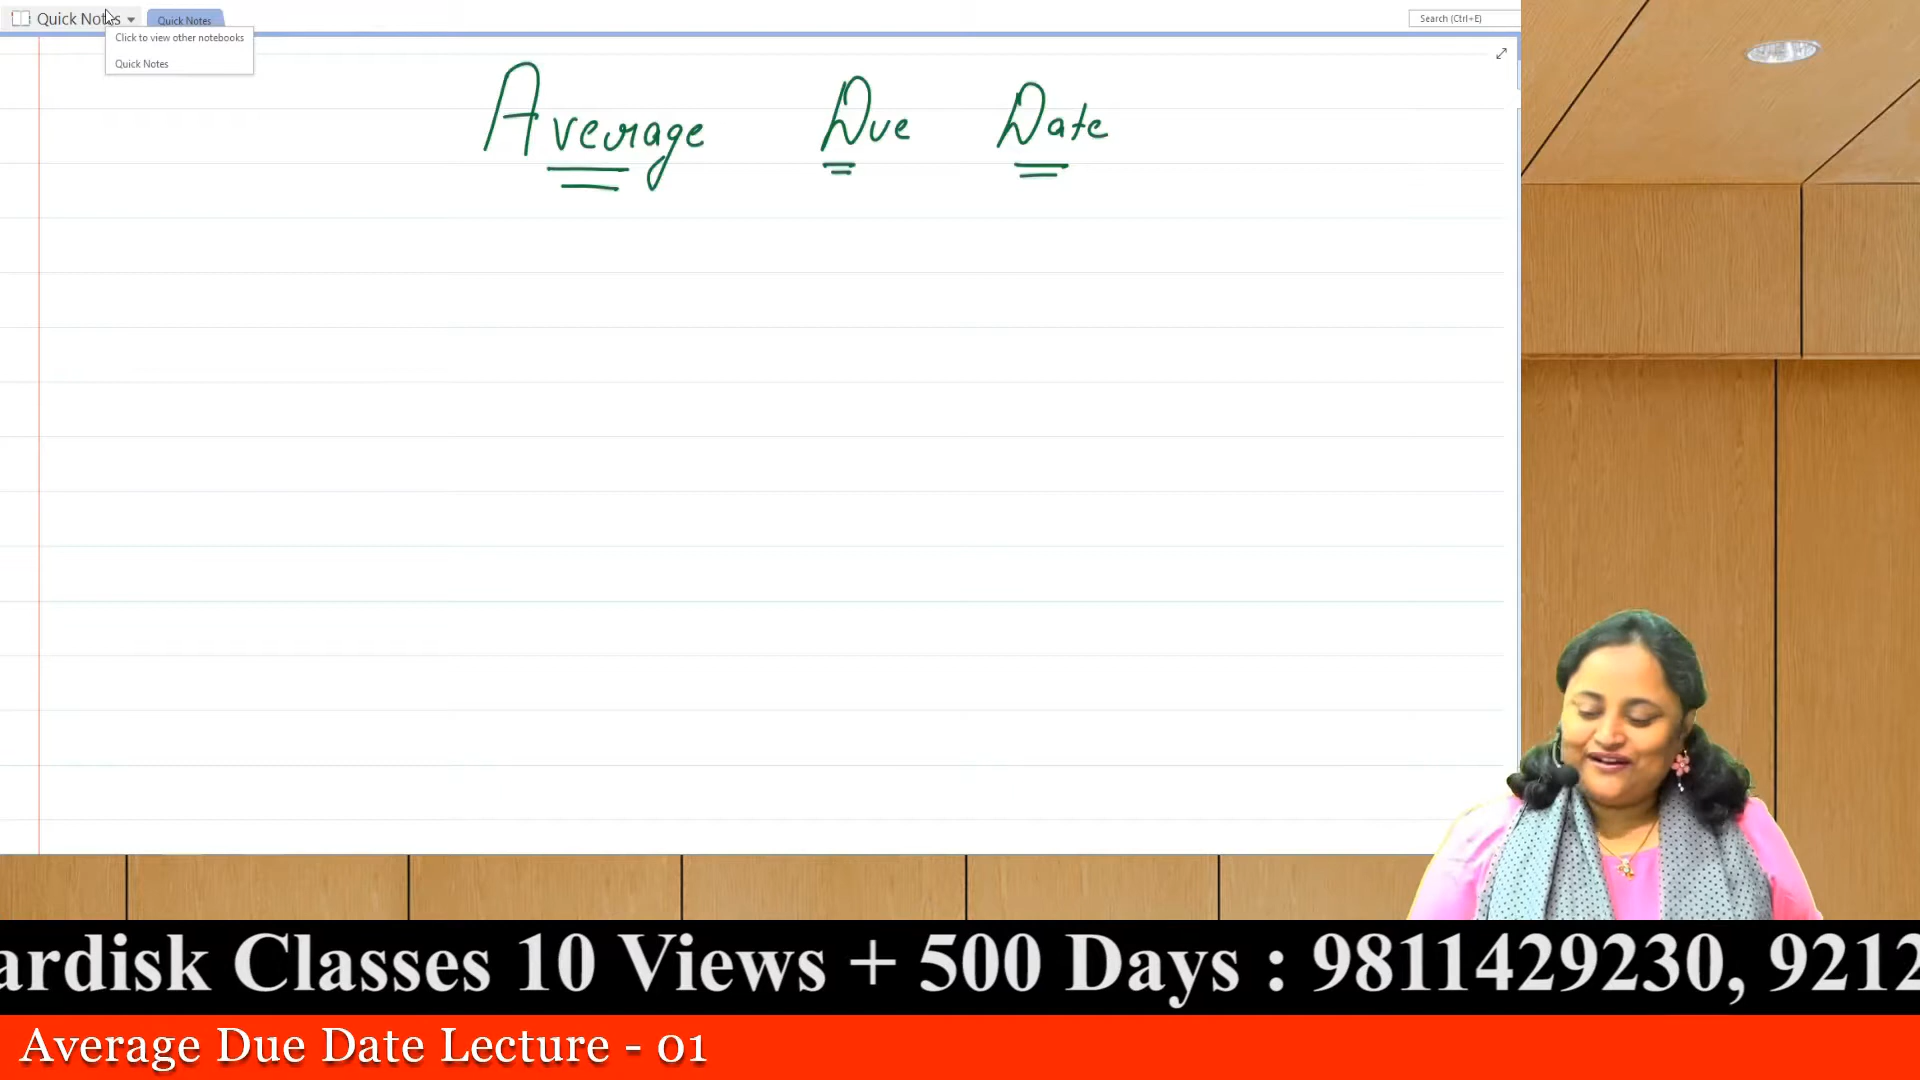 Quick Notes
Quick Notes
Search (Ctrl+E)
Click to view other notebooks
Quick Notes
Average Due Date
ardisk Classes 10 Views + 500 Days : 9811429230, 9212
Average Due Date Lecture - 01